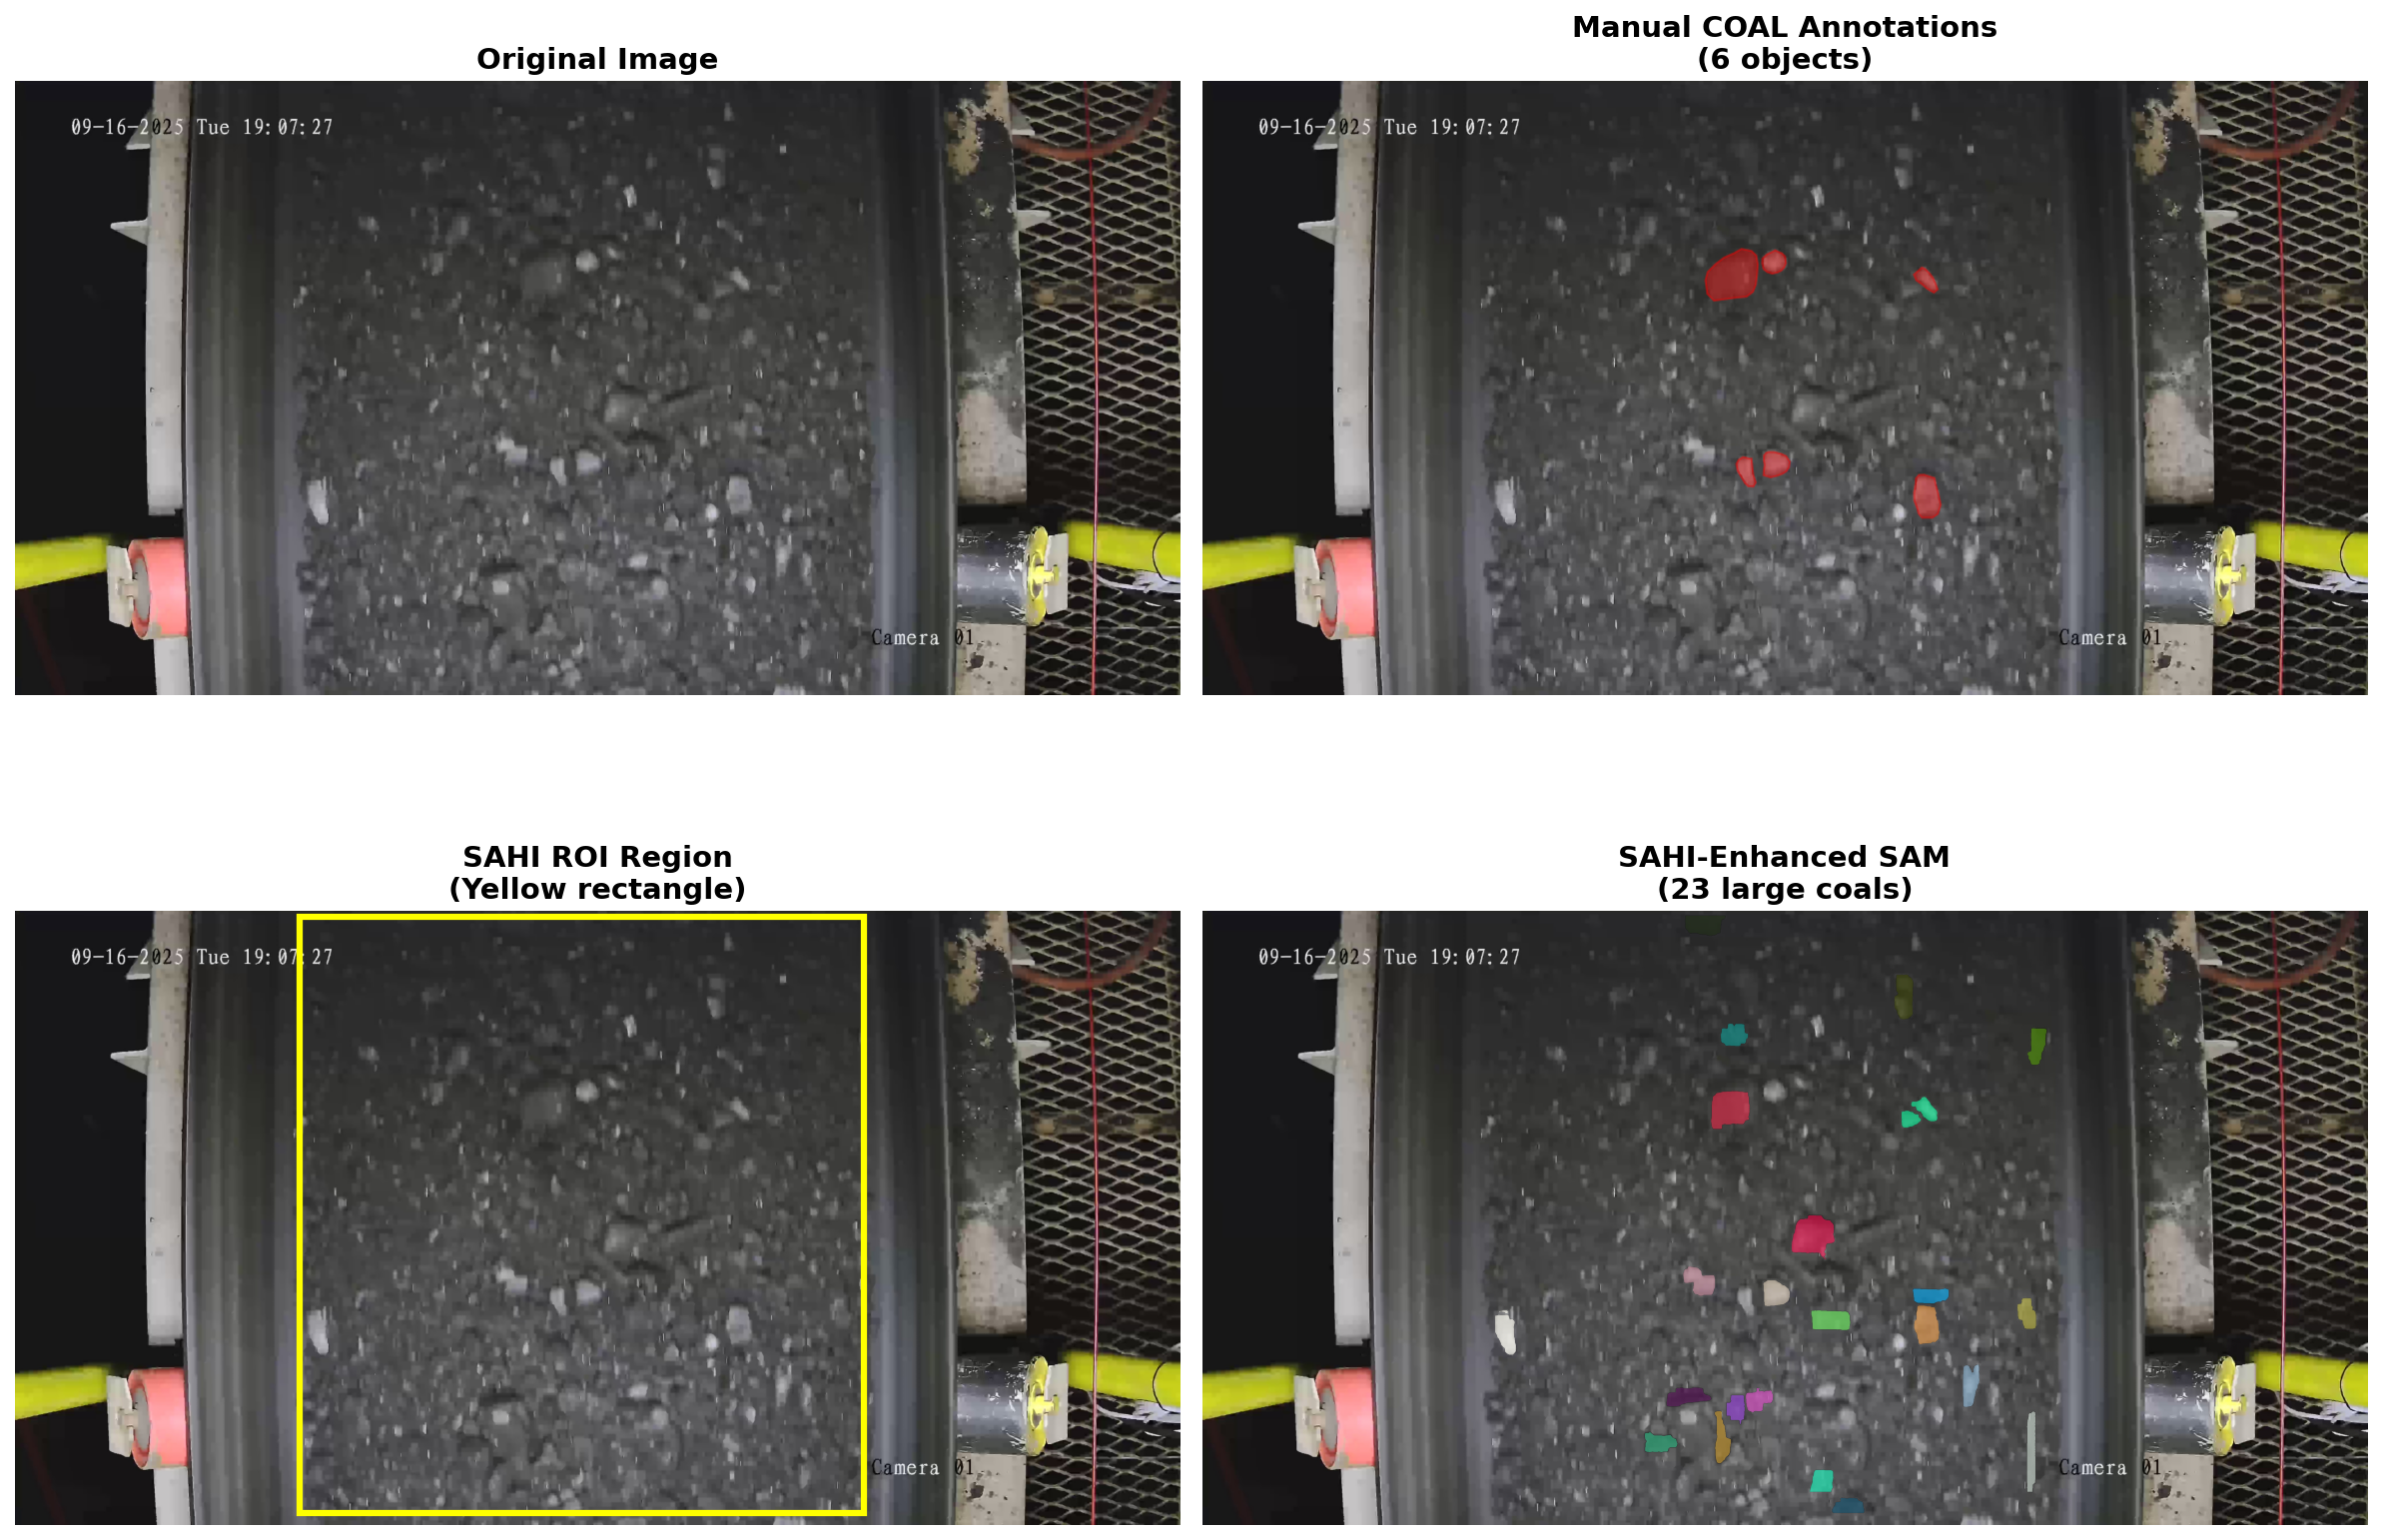 Original Image
09-16-2025 Tue 19:07:27
Camera 01
Manual COAL Annotations
(6 objects)
09-16-2025 Tue 19:07:27
Camera 01
SAHI ROI Region
(Yellow rectangle)
09-16-2025 Tue 19:07:27
Camera 01
SAHI-Enhanced SAM
(23 large coals)
09-16-2025 Tue 19:07:27
Camera 01